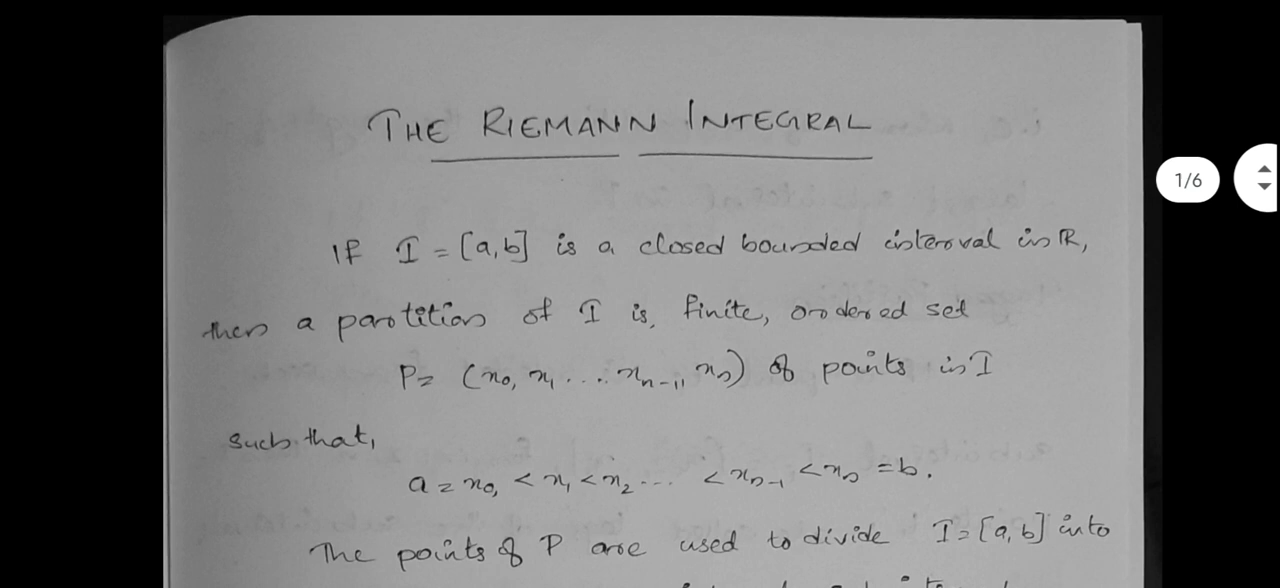 THE RIEMANN INTEGRAL
1/6
If I = [a,b] is a closed bounded interval in ℝ,
then a partition of I is, finite, ordered set
P= (x₀, x₁ .... xₙ₋₁, xₙ) of points in I
such that,
a = x₀, < x₁ < x₂ ... < xₙ₋₁ < xₙ = b.
The points of P are used to divide I = [a,b] into